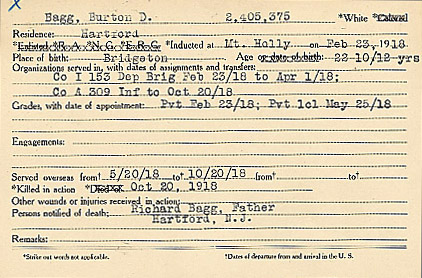 Bagg, Burton D. 2,405,375 *White *Colored
Residence: Hartford
*Enlisted *R.A. *N.G. *E.R.C. *Inducted at Mt. Holly on Feb 23, 1918
Place of birth: Bridgeton Age or date of birth: 22 10/12 yrs
Organizations served in, with dates of assignments and transfers:
Co I 153 Dep Brig Feb 23/18 to Apr 1/18;
Co A 309 Inf to Oct 20/18
Grades, with date of appointment: Pvt Feb 23/18; Pvt 1cl May 25/18
Engagements:
Served overseas from† 5/20/18 to† 10/20/18 from† to†
*Killed in action *Died of Oct 20, 1918
Other wounds or injuries received in action:
Persons notified of death: Richard Bagg, Father
Hartford, N.J.
Remarks:
*Strike out words not applicable. †Dates of departure from and arrival in the U. S.